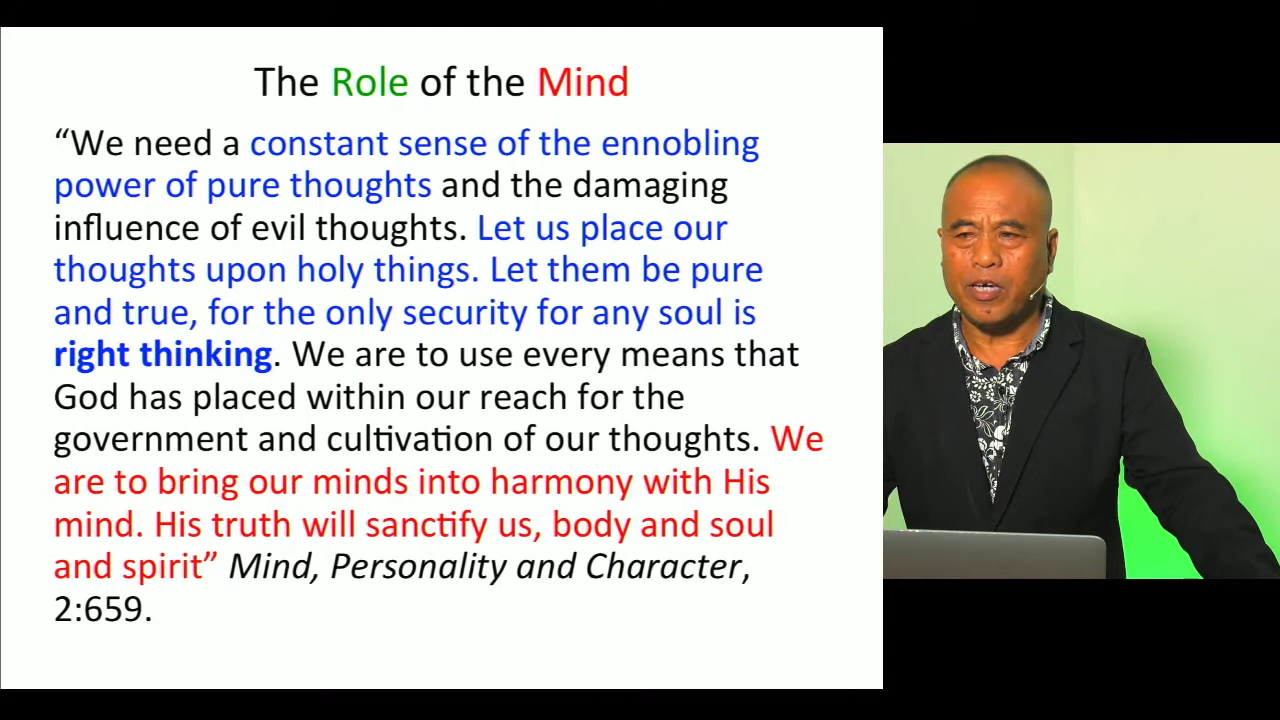 The Role of the Mind
“We need a constant sense of the ennobling
power of pure thoughts and the damaging
influence of evil thoughts. Let us place our
thoughts upon holy things. Let them be pure
and true, for the only security for any soul is
right thinking. We are to use every means that
God has placed within our reach for the
government and cultivation of our thoughts. We
are to bring our minds into harmony with His
mind. His truth will sanctify us, body and soul
and spirit” Mind, Personality and Character,
2:659.